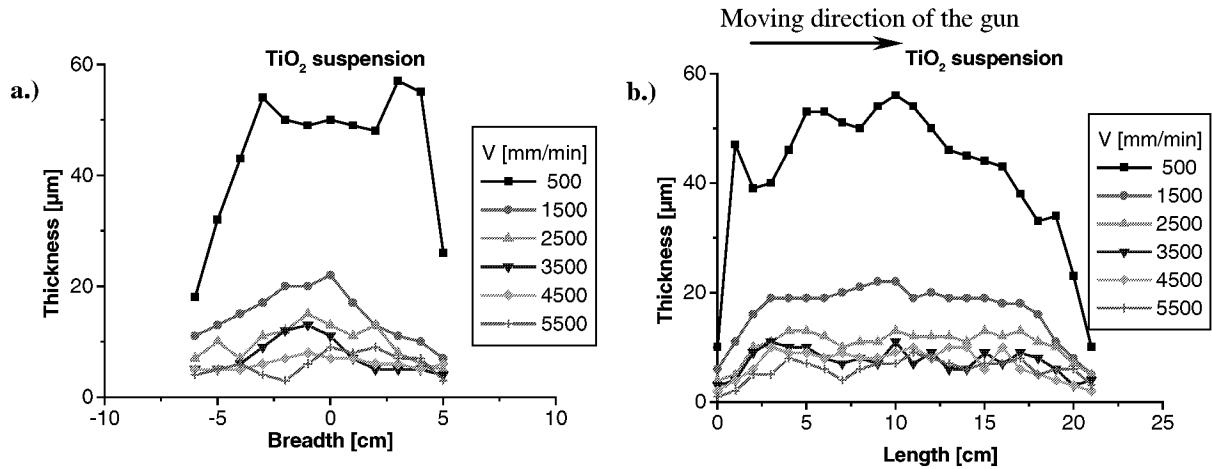 Moving direction of the gun
a.)
TiO2 suspension
Thickness [µm]
60
40
20
0
-10
-5
0
5
10
Breadth [cm]
V [mm/min]
500
1500
2500
3500
4500
5500
b.)
TiO2 suspension
Thickness [µm]
60
40
20
0
0
5
10
15
20
25
Length [cm]
V [mm/min]
500
1500
2500
3500
4500
5500